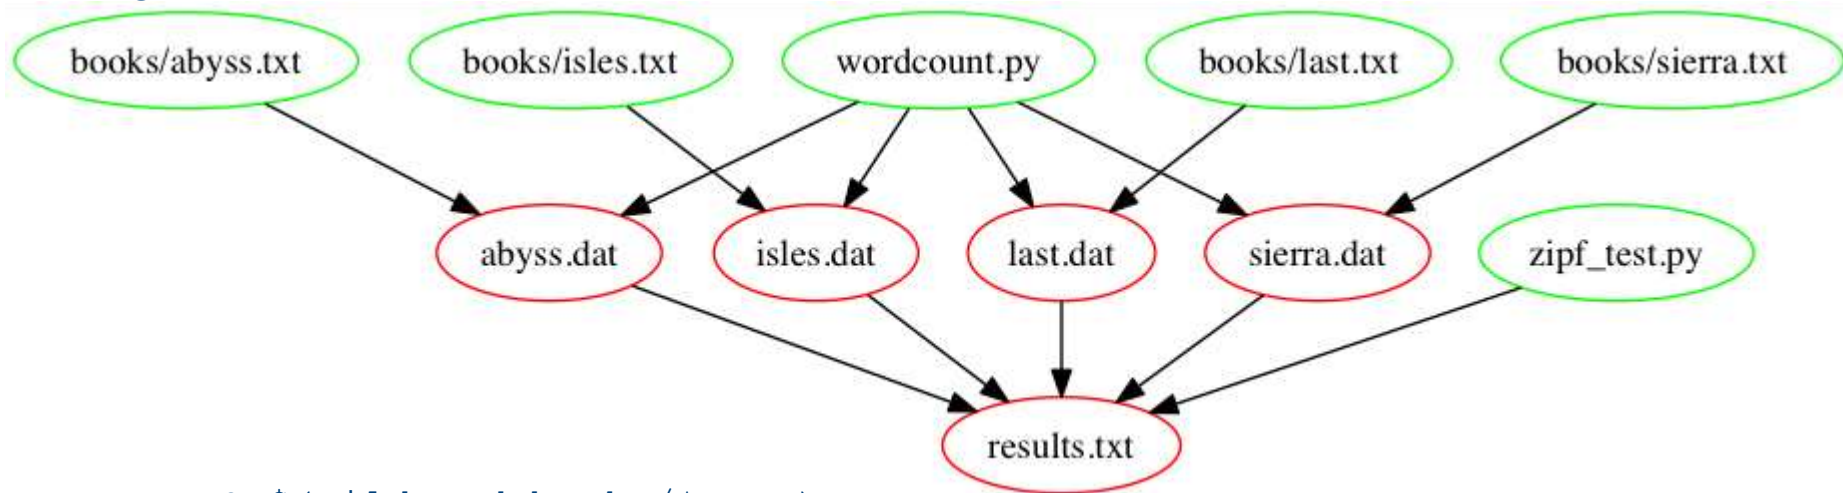 books/abyss.txt books/isles.txt wordcount.py books/last.txt books/sierra.txt
abyss.dat isles.dat last.dat sierra.dat zipf_test.py
results.txt